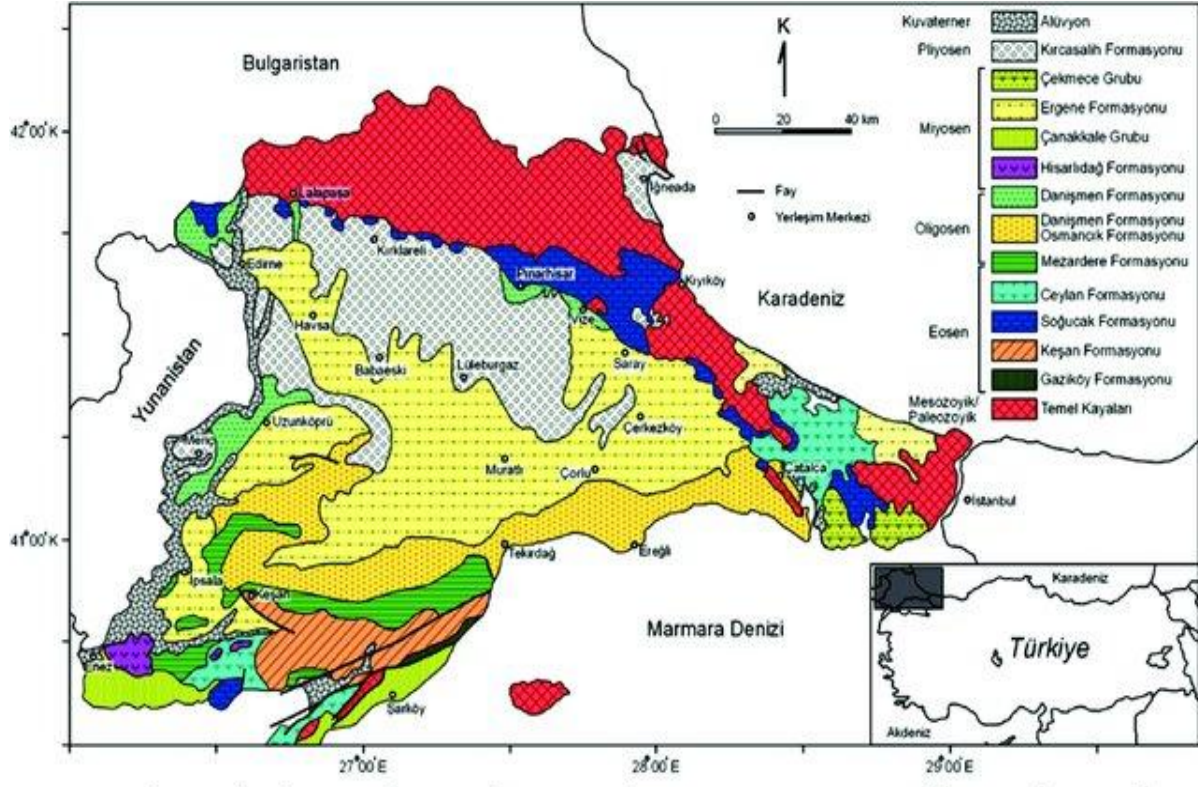 Bulgaristan
K
0 20 40 km
Fay
Yerleşim Merkezi
Kuvaterner
Alüvyon
Pliyosen
Kırcasalih Formasyonu
Miyosen
Çekmece Grubu
Ergene Formasyonu
Çanakkale Grubu
Hisarlıdağ Formasyonu
Oligosen
Danişmen Formasyonu
Danişmen Formasyonu
Osmancık Formasyonu
Mezardere Formasyonu
Eosen
Ceylan Formasyonu
Soğucak Formasyonu
Keşan Formasyonu
Gaziköy Formasyonu
Mesozoyik/
Paleozoyik
Temel Kayaları
42°00'K
41°00'K
Lalapaşa
İğneada
Kırklareli
Edirne
Pınarhisar
Kıyıköy
Karadeniz
Havsa
Vize
Yunanistan
Babaeski
Lüleburgaz
Saray
Uzunköprü
Çerkezköy
Meriç
Muratlı
Çorlu
Çatalca
İstanbul
Tekirdağ
Ereğli
İpsala
Keşan
Marmara Denizi
Enez
Şarköy
Karadeniz
Türkiye
Akdeniz
27°00'E
28°00'E
29°00'E